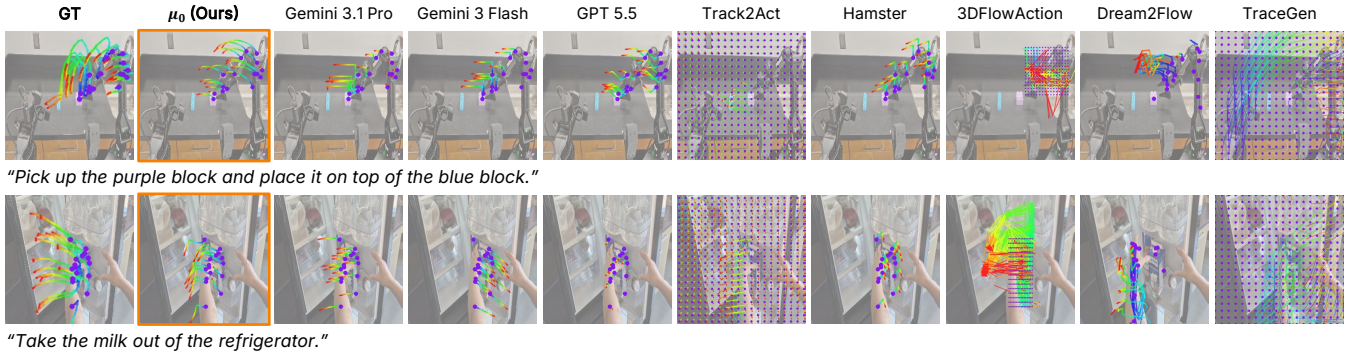 GT μ₀ (Ours) Gemini 3.1 Pro Gemini 3 Flash GPT 5.5 Track2Act Hamster 3DFlowAction Dream2Flow TraceGen
“Pick up the purple block and place it on top of the blue block.”
“Take the milk out of the refrigerator.”